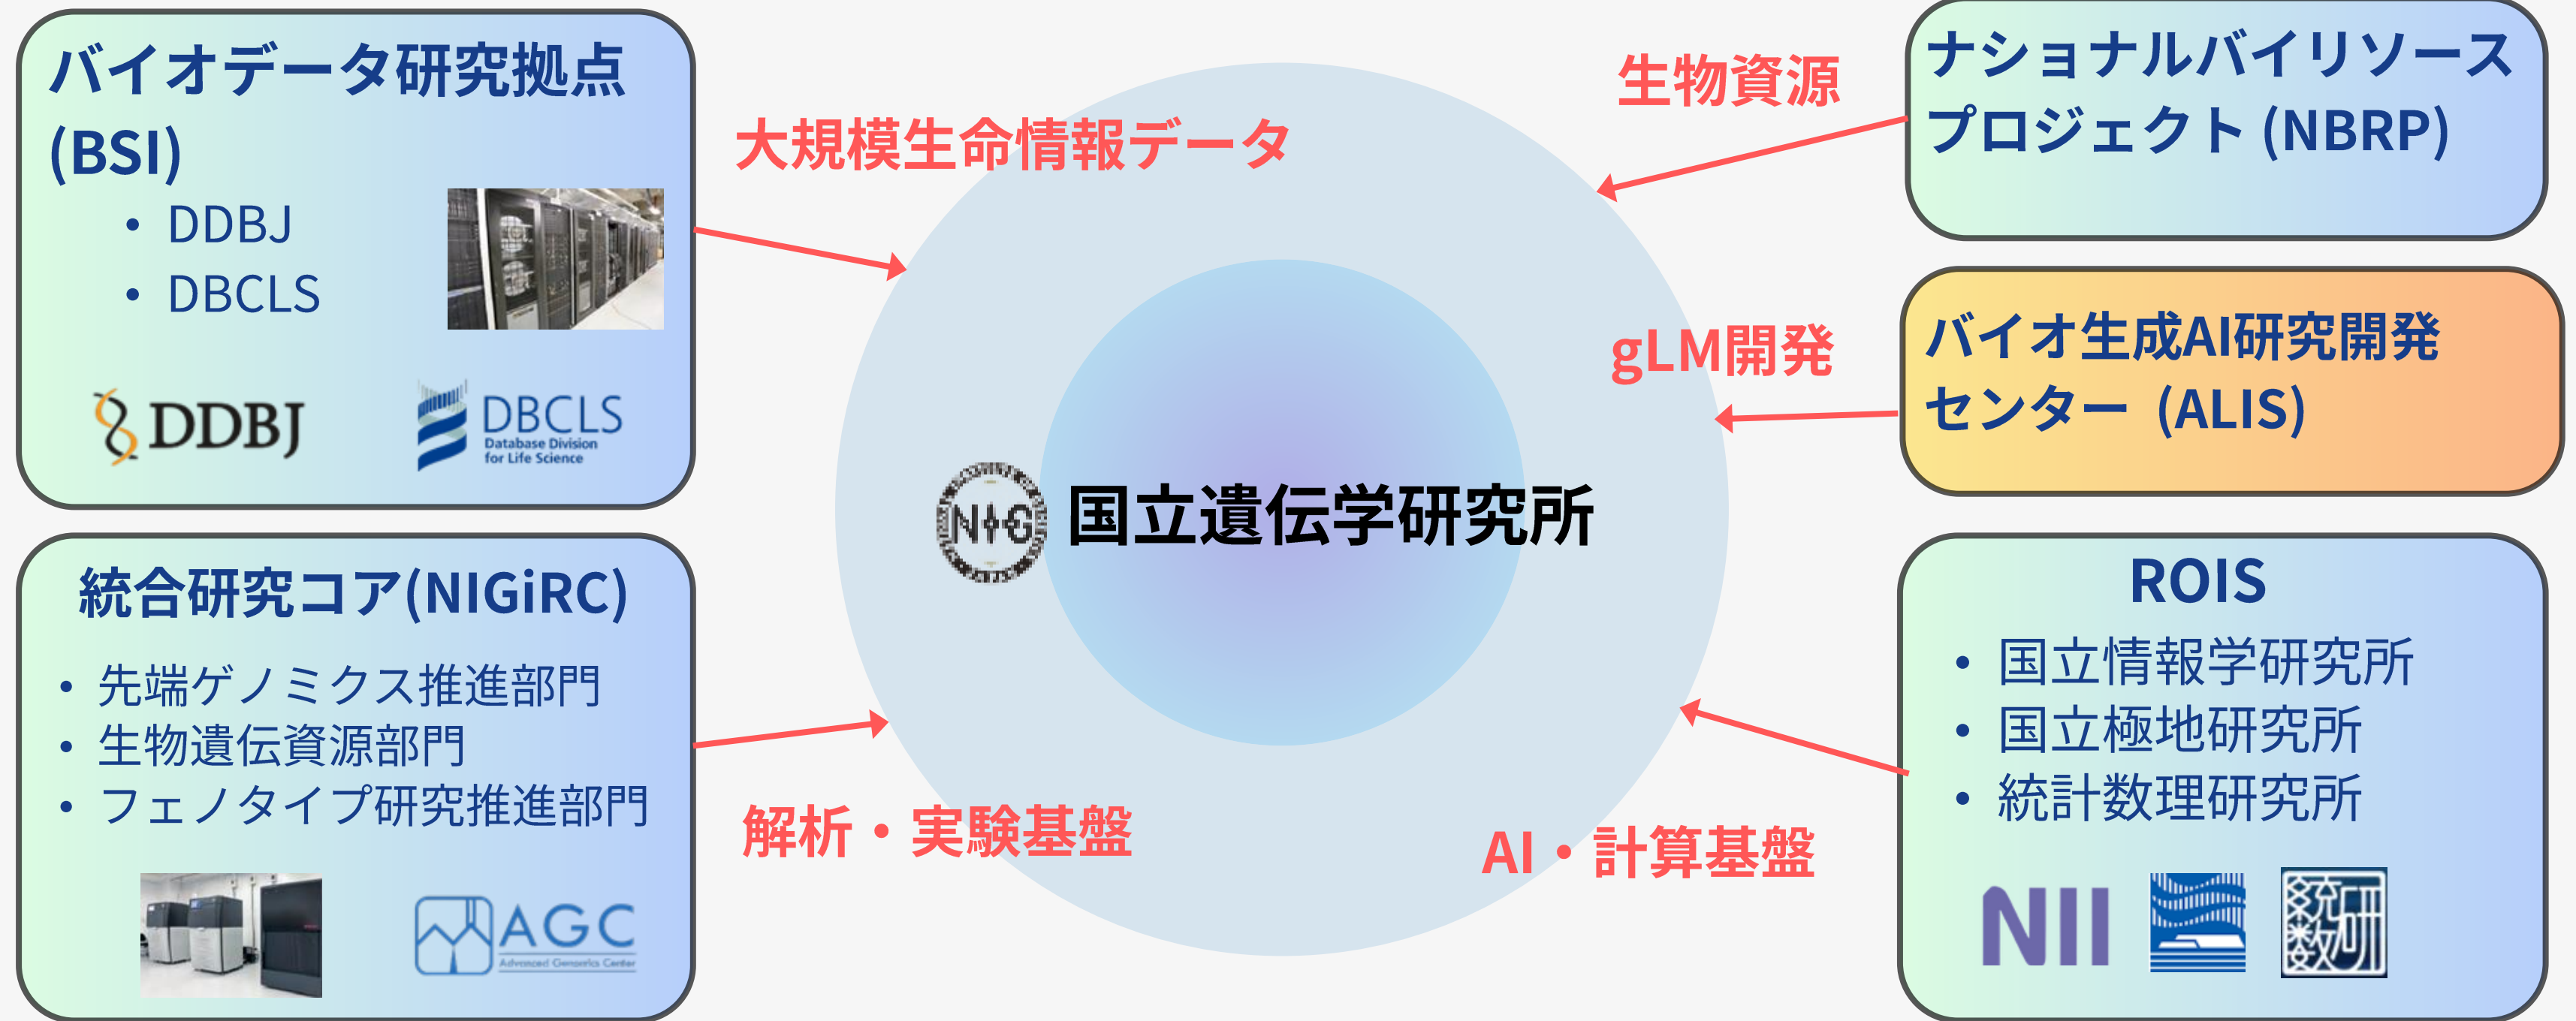 バイオデータ研究拠点
(BSI)
• DDBJ
• DBCLS
DDBJ
DBCLS
Database Division
for Life Science
統合研究コア(NIGiRC)
• 先端ゲノミクス推進部門
• 生物遺伝資源部門
• フェノタイプ研究推進部門
AGC
Advanced Genomics Center
大規模生命情報データ
解析・実験基盤
NIG
国立遺伝学研究所
生物資源
gLM開発
AI・計算基盤
ナショナルバイリソース
プロジェクト (NBRP)
バイオ生成AI研究開発
センター (ALIS)
ROIS
• 国立情報学研究所
• 国立極地研究所
• 統計数理研究所
NII
統数研